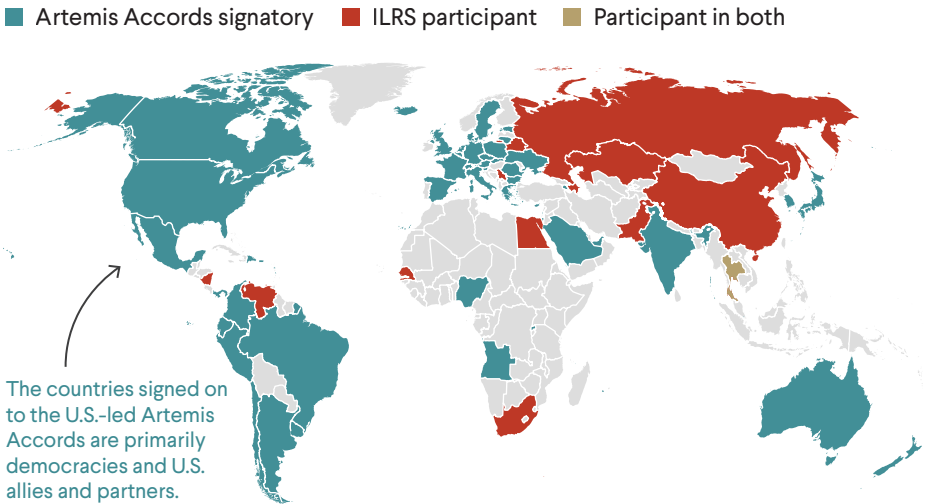 Artemis Accords signatory ILRS participant Participant in both
The countries signed on
to the U.S.-led Artemis
Accords are primarily
democracies and U.S.
allies and partners.